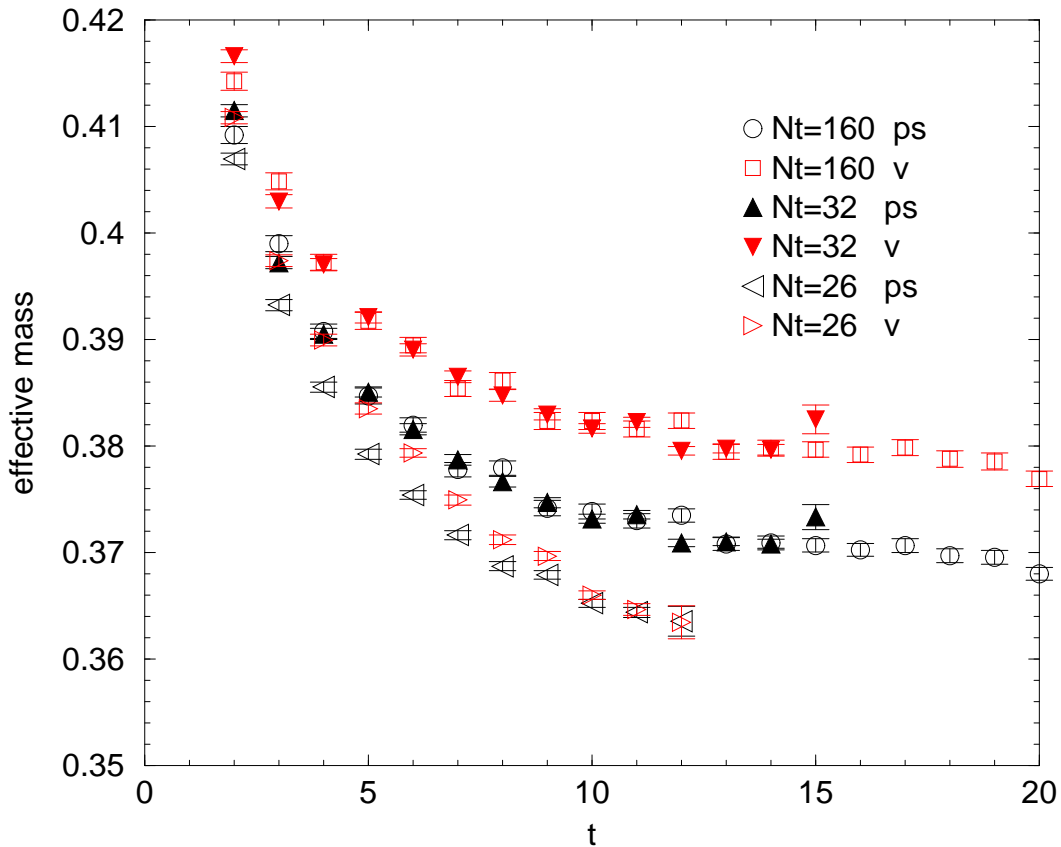 0.42
0.41
0.4
0.39
0.38
0.37
0.36
0.35
effective mass
Nt=160 ps
Nt=160 v
Nt=32 ps
Nt=32 v
Nt=26 ps
Nt=26 v
0 5 10 15 20
t